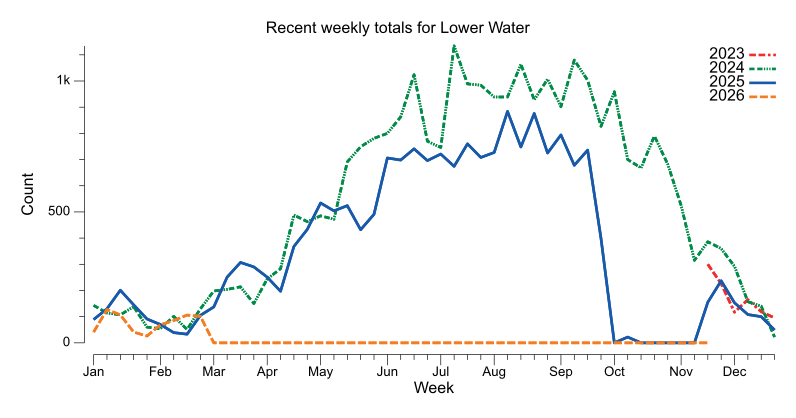 Recent weekly totals for Lower Water
2023
2024
2025
2026
1k
500
0
Count
Jan Feb Mar Apr May Jun Jul Aug Sep Oct Nov Dec
Week